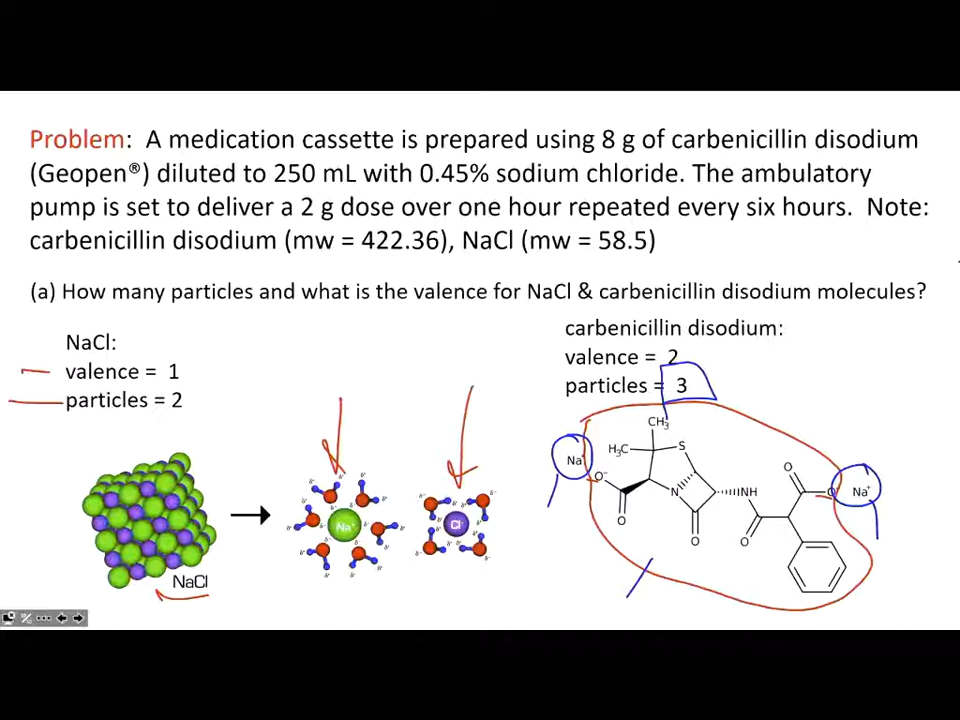 Problem: A medication cassette is prepared using 8 g of carbenicillin disodium
(Geopen®) diluted to 250 mL with 0.45% sodium chloride. The ambulatory
pump is set to deliver a 2 g dose over one hour repeated every six hours. Note:
carbenicillin disodium (mw = 422.36), NaCl (mw = 58.5)
(a) How many particles and what is the valence for NaCl & carbenicillin disodium molecules?
NaCl:
valence = 1
particles = 2
carbenicillin disodium:
valence = 2
particles = 3
NaCl
Na⁺
Cl⁻
CH₃
H₃C
S
Na
O⁻
N
NH
O
O
O
O
O
Na⁺